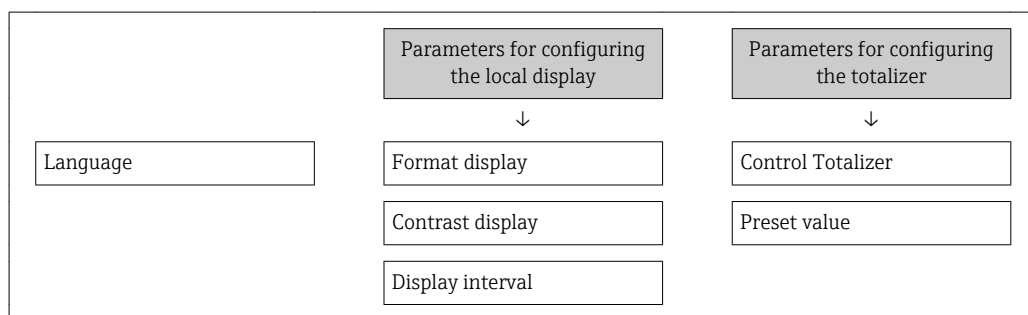 Parameters for configuring
the local display
Parameters for configuring
the totalizer
↓
↓
Language
Format display
Control Totalizer
Contrast display
Preset value
Display interval